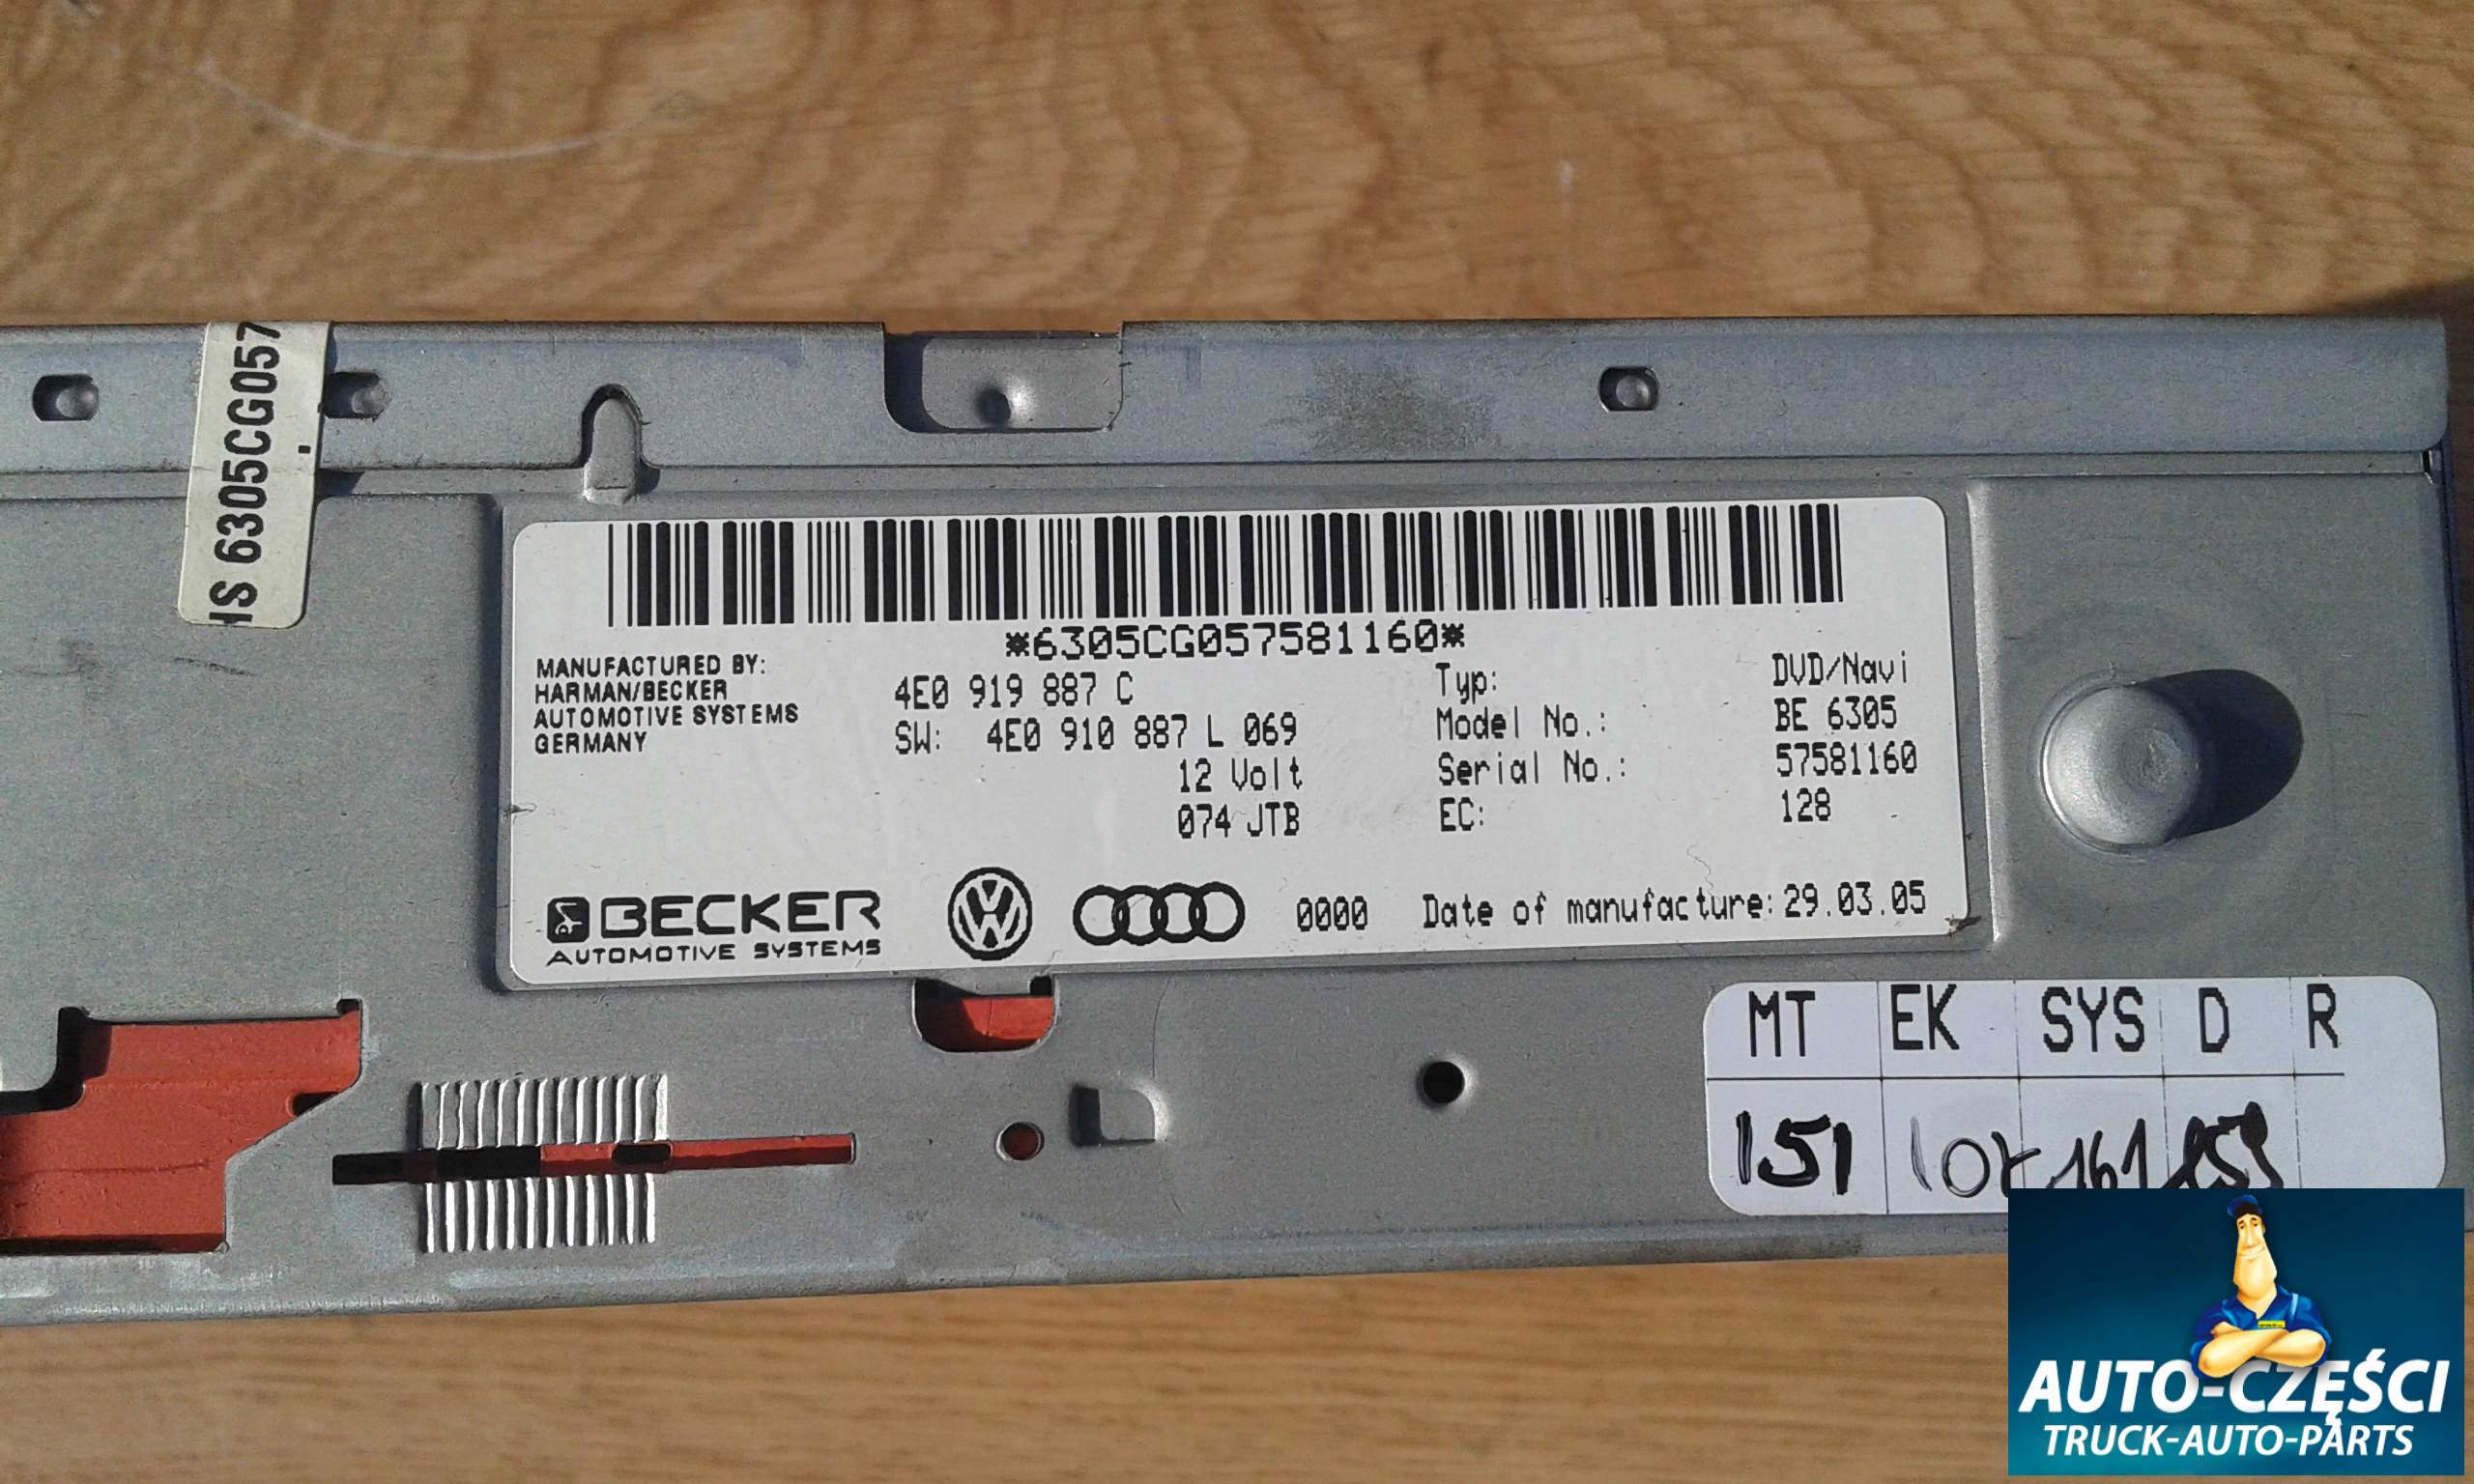 HS 6305CG057
*6305CG057581160*
MANUFACTURED BY:
HARMAN/BECKER
AUTOMOTIVE SYSTEMS
GERMANY
4E0 919 887 C
SW: 4E0 910 887 L 069
12 Volt
074 JTB
Typ: DVD/Navi
Model No.: BE 6305
Serial No.: 57581160
EC: 128
BECKER
AUTOMOTIVE SYSTEMS
0000
Date of manufacture: 29.03.05
MT EK SYS D R
151 161
AUTO-CZĘŚCI
TRUCK-AUTO-PARTS